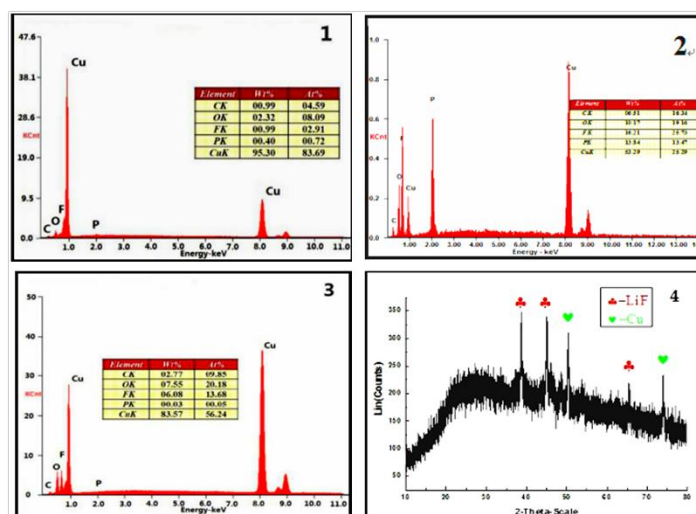 1
47.6
38.1
28.6
KCnt
19.0
9.5
0.0
Cu
Element Wt% At%
CK 00.99 04.59
OK 02.32 08.09
FK 00.99 02.91
PK 00.40 00.72
CuK 95.30 83.69
C O F P Cu
1.0 2.0 3.0 4.0 5.0 6.0 7.0 8.0 9.0 10.0 11.0
Energy-keV
2
1.0
0.8
0.6
KCnt
0.4
0.2
0.0
Cu
P
O
Cu
C
Element Wt% At%
CK
OK 19.16
FK 16.21
PK 13.47
CuK 26.29
1.00 2.00 3.00 4.00 5.00 6.00 7.00 8.00 9.00 10.00 11.00 12.00
Energy - keV
3
50
40
30
KCnt
20
10
0
Cu
Cu
Element Wt% At%
CK 02.77 09.85
OK 07.55 20.18
FK 06.08 13.68
PK 00.03 00.05
CuK 83.57 56.24
C O F P
1.0 2.0 3.0 4.0 5.0 6.0 7.0 8.0 9.0 10.0 11.0
Energy - keV
4
♣-LiF
♥-Cu
350
300
250
200
150
100
50
Lin(Counts)
10 20 30 40 50 60 70 80
2-Theta-Scale